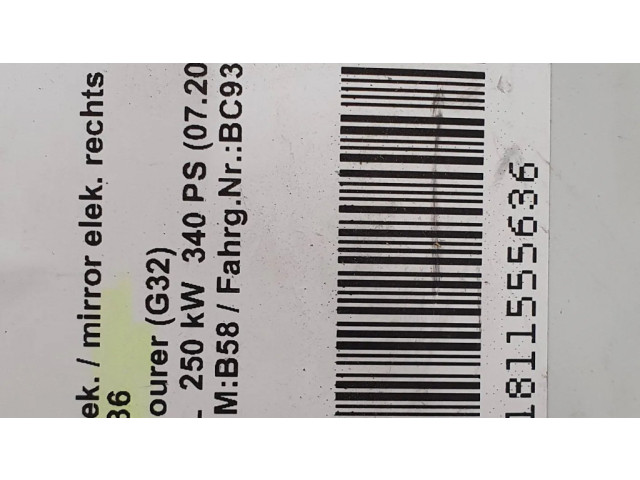 ek. / mirror elek. rechts
36
ourer (G32)
250 kW 340 PS (07.20
M:B58 / Fahrg.Nr.:BC93
1811555636